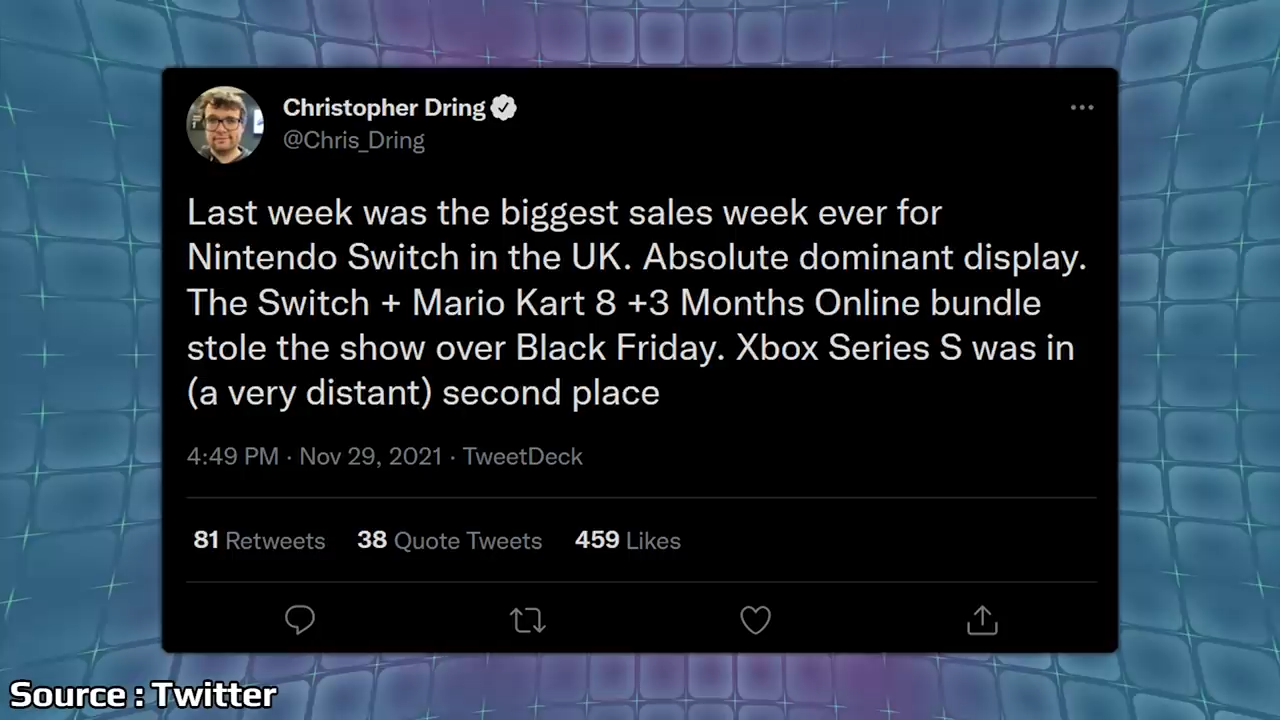 Christopher Dring
@Chris_Dring
Last week was the biggest sales week ever for
Nintendo Switch in the UK. Absolute dominant display.
The Switch + Mario Kart 8 +3 Months Online bundle
stole the show over Black Friday. Xbox Series S was in
(a very distant) second place
4:49 PM · Nov 29, 2021 · TweetDeck
81 Retweets 38 Quote Tweets 459 Likes
Source : Twitter